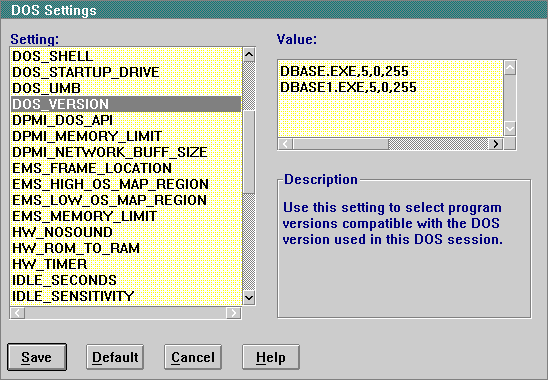 DOS Settings
Setting:
DOS_SHELL
DOS_STARTUP_DRIVE
DOS_UMB
DOS_VERSION
DPMI_DOS_API
DPMI_MEMORY_LIMIT
DPMI_NETWORK_BUFF_SIZE
EMS_FRAME_LOCATION
EMS_HIGH_OS_MAP_REGION
EMS_LOW_OS_MAP_REGION
EMS_MEMORY_LIMIT
HW_NOSOUND
HW_ROM_TO_RAM
HW_TIMER
IDLE_SECONDS
IDLE_SENSITIVITY
Value:
DBASE.EXE,5,0,255
DBASE1.EXE,5,0,255
Description
Use this setting to select program
versions compatible with the DOS
version used in this DOS session.
Save Default Cancel Help